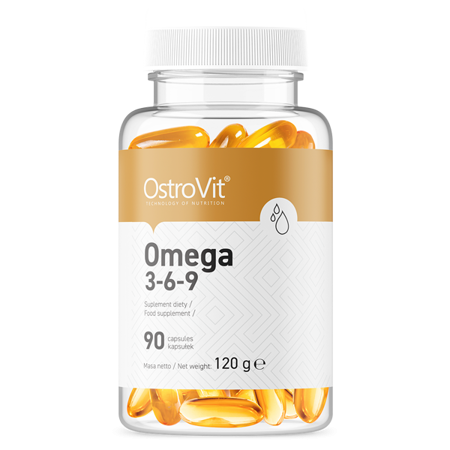 OstroVit®
TECHNOLOGY OF NUTRITION
Omega
3-6-9
Suplement diety /
Food supplement /
90 capsules
kapsułek
Masa netto / Net weight: 120 g ℮